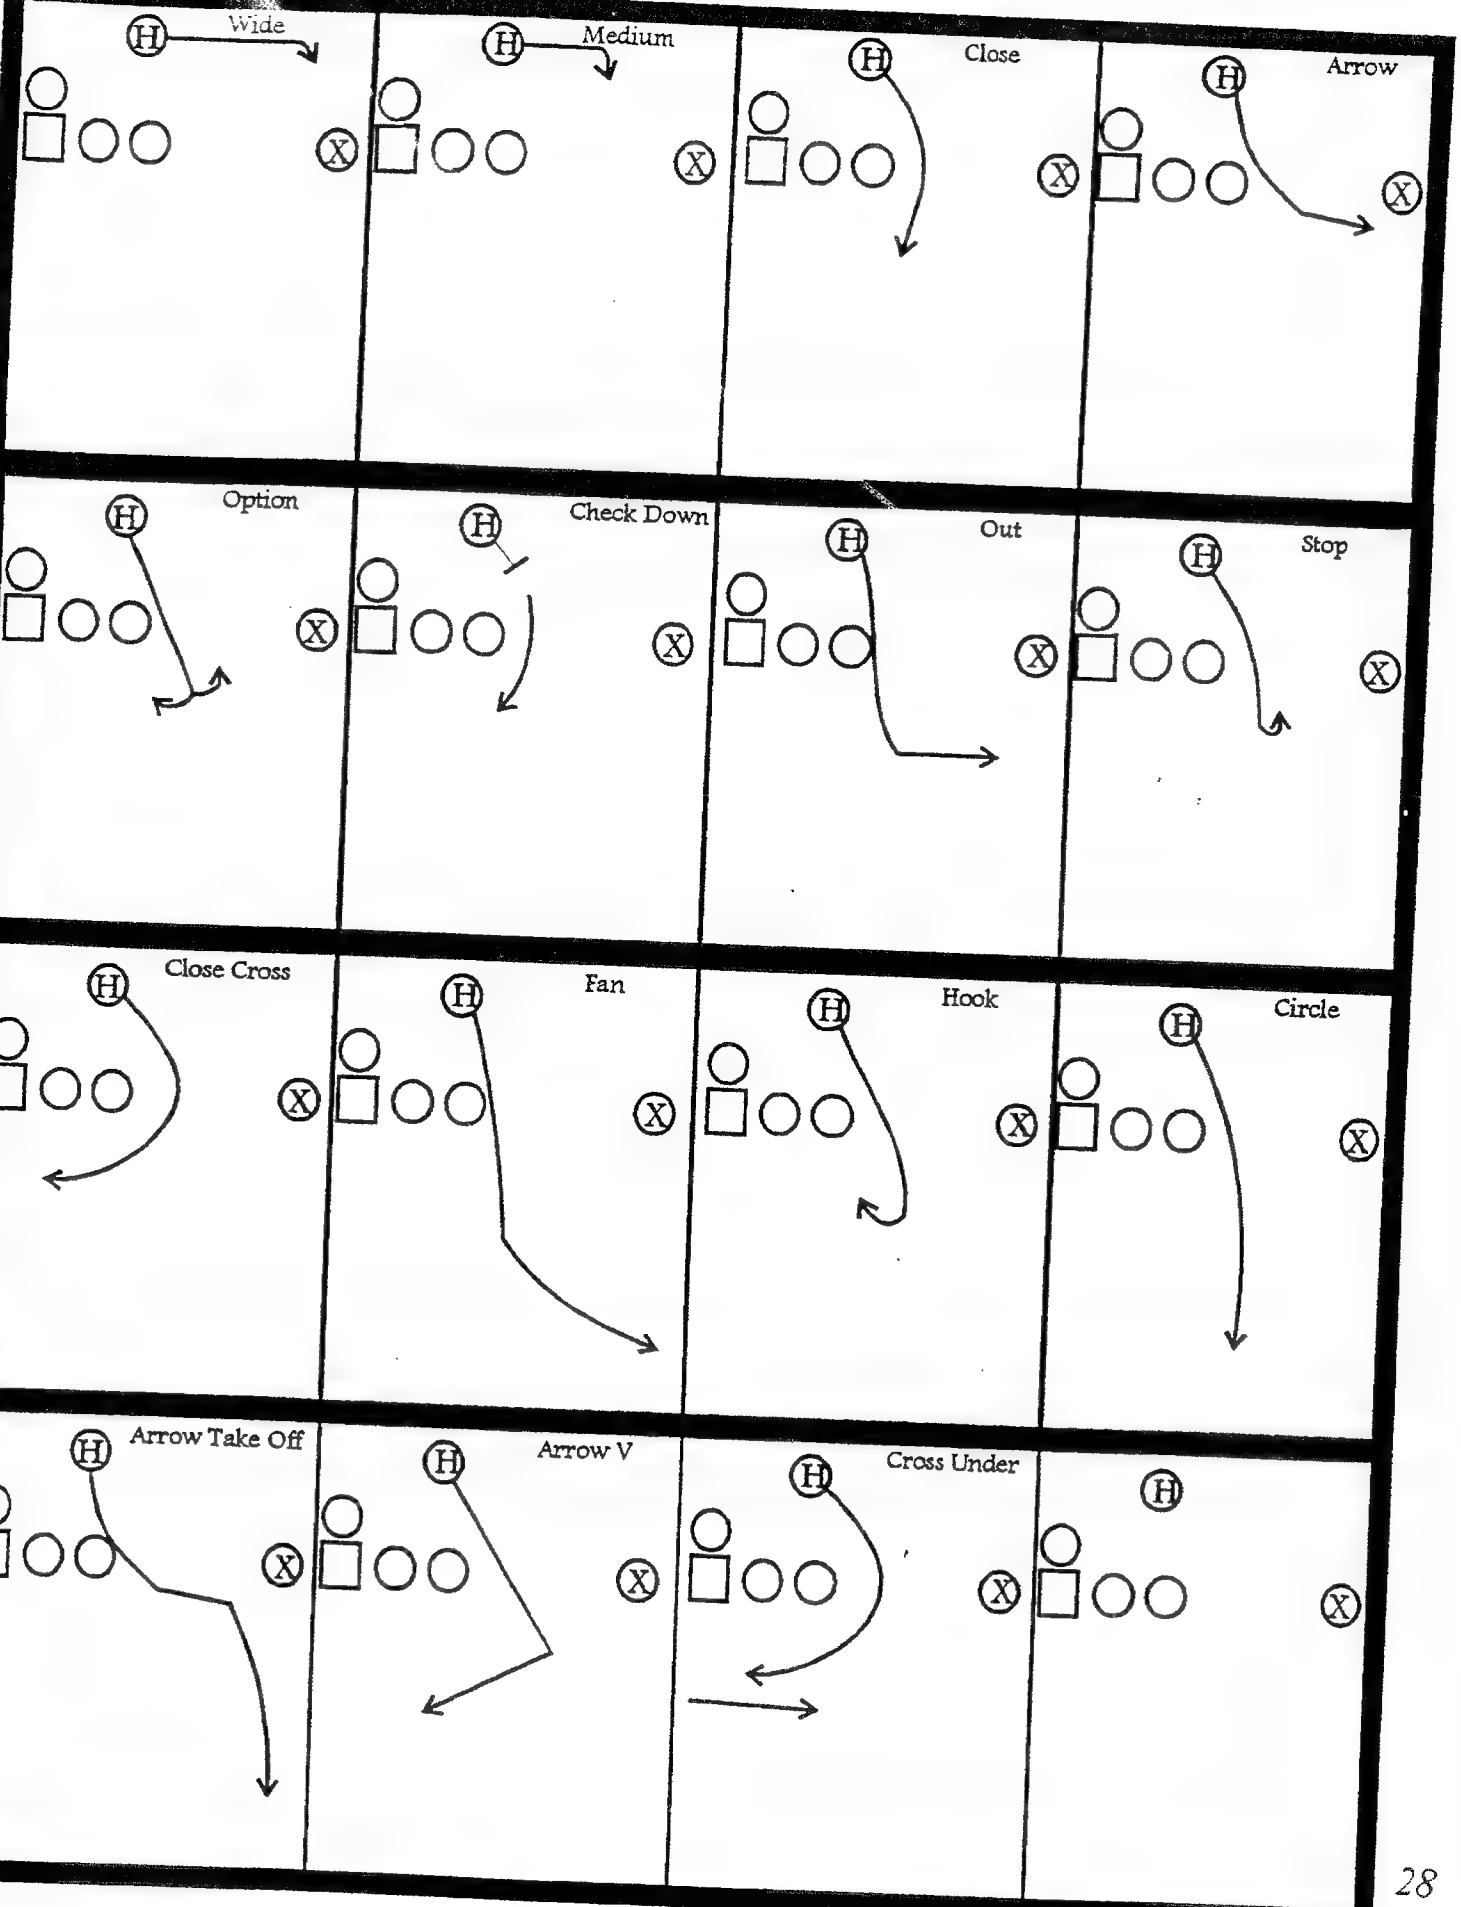 H Wide
H Medium
H Close
H Arrow
X
X
X
X
H Option
H Check Down
H Out
H Stop
X
X
X
X
H Close Cross
H Fan
H Hook
H Circle
X
X
X
X
H Arrow Take Off
H Arrow V
H Cross Under
H
X
X
X
X
28